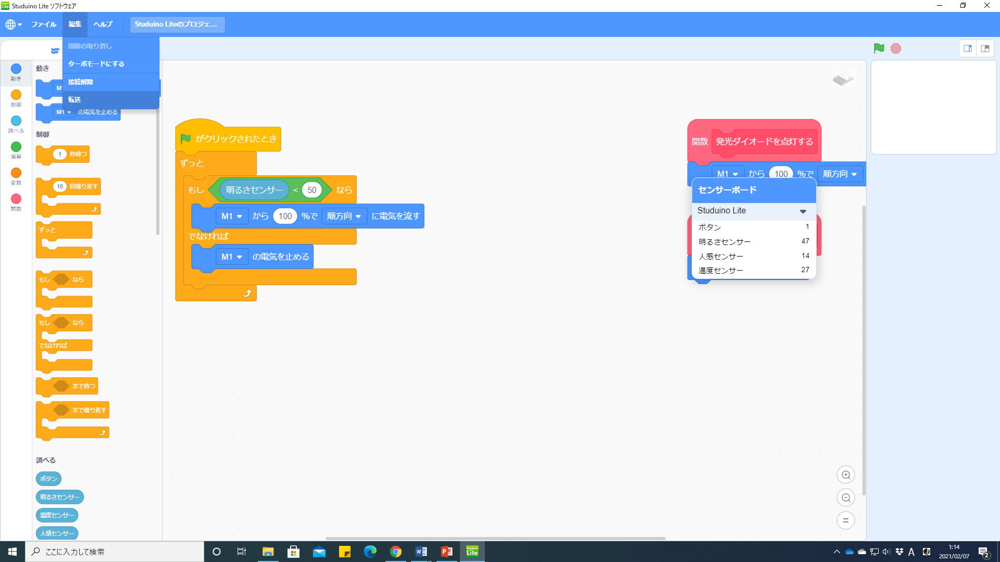 Studuino Lite ソフトウェア
ファイル 編集 ヘルプ Studuino Liteのプロジェ...
削除の取り消し
ターボモードにする
接続解除
転送
動き
制御
調べる
演算
変数
関数
動き
M1
M1 の電気を止める
制御
1 秒待つ
10 回繰り返す
ずっと
もし なら
もし なら
でなければ
まで待つ
まで繰り返す
調べる
ボタン
明るさセンサー
温度センサー
人感センサー
がクリックされたとき
ずっと
もし 明るさセンサー < 50 なら
M1 から 100 %で 順方向 に電気を流す
でなければ
M1 の電気を止める
関数 発光ダイオードを点灯する
M1 から 100 %で 順方向
センサーボード
Studuino Lite
ボタン 1
明るさセンサー 47
人感センサー 14
温度センサー 27
ここに入力して検索
Studuino
Lite
A
J
1:14
2021/02/07
2